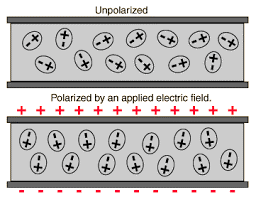 Unpolarized
Polarized by an applied electric field.
+ + + + + + + + + + + +
- - - - - - - - - - - -